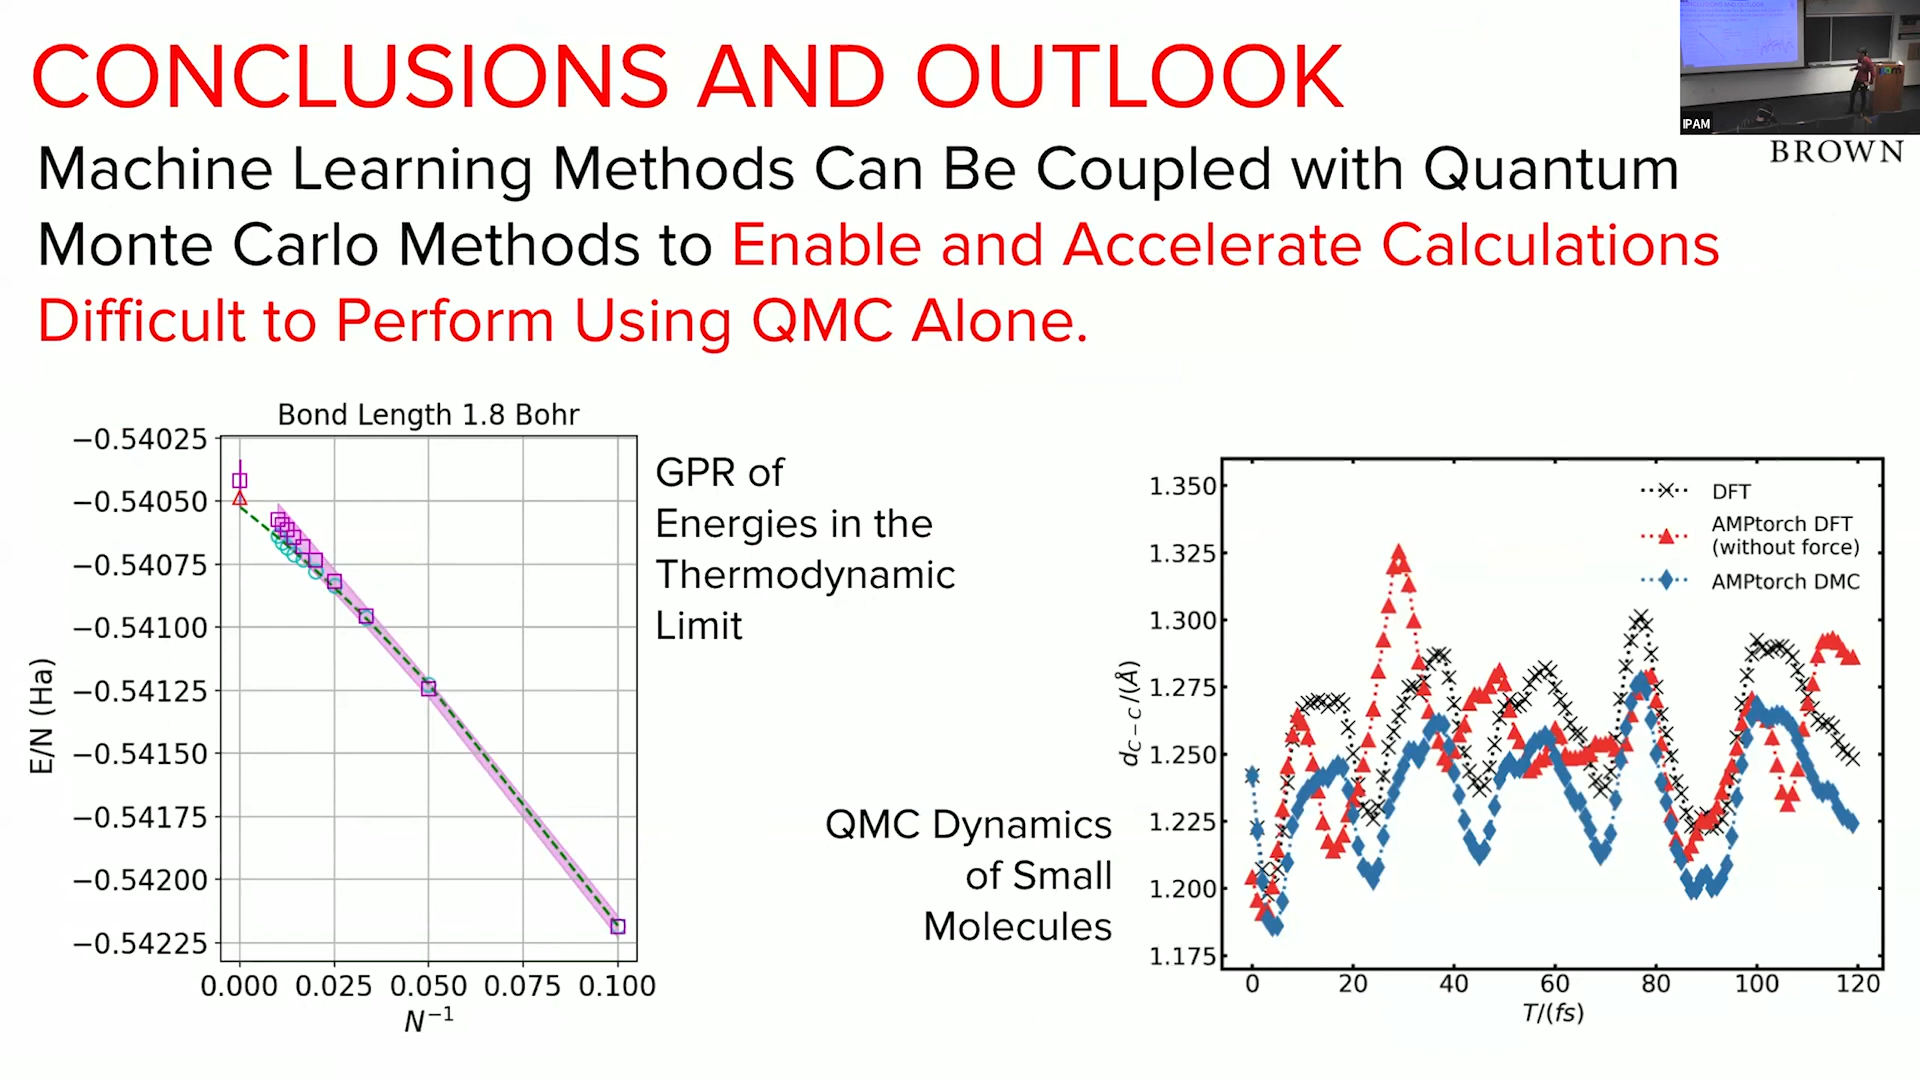 CONCLUSIONS AND OUTLOOK
IPAM
BROWN
Machine Learning Methods Can Be Coupled with Quantum
Monte Carlo Methods to Enable and Accelerate Calculations
Difficult to Perform Using QMC Alone.
Bond Length 1.8 Bohr
−0.54025
−0.54050
−0.54075
−0.54100
−0.54125
−0.54150
−0.54175
−0.54200
−0.54225
E/N (Ha)
0.000 0.025 0.050 0.075 0.100
N⁻¹
GPR of
Energies in the
Thermodynamic
Limit
QMC Dynamics
of Small
Molecules
1.350
1.325
1.300
1.275
1.250
1.225
1.200
1.175
d_{C−C}/(Å)
DFT
AMPtorch DFT
(without force)
AMPtorch DMC
0 20 40 60 80 100 120
T/(fs)